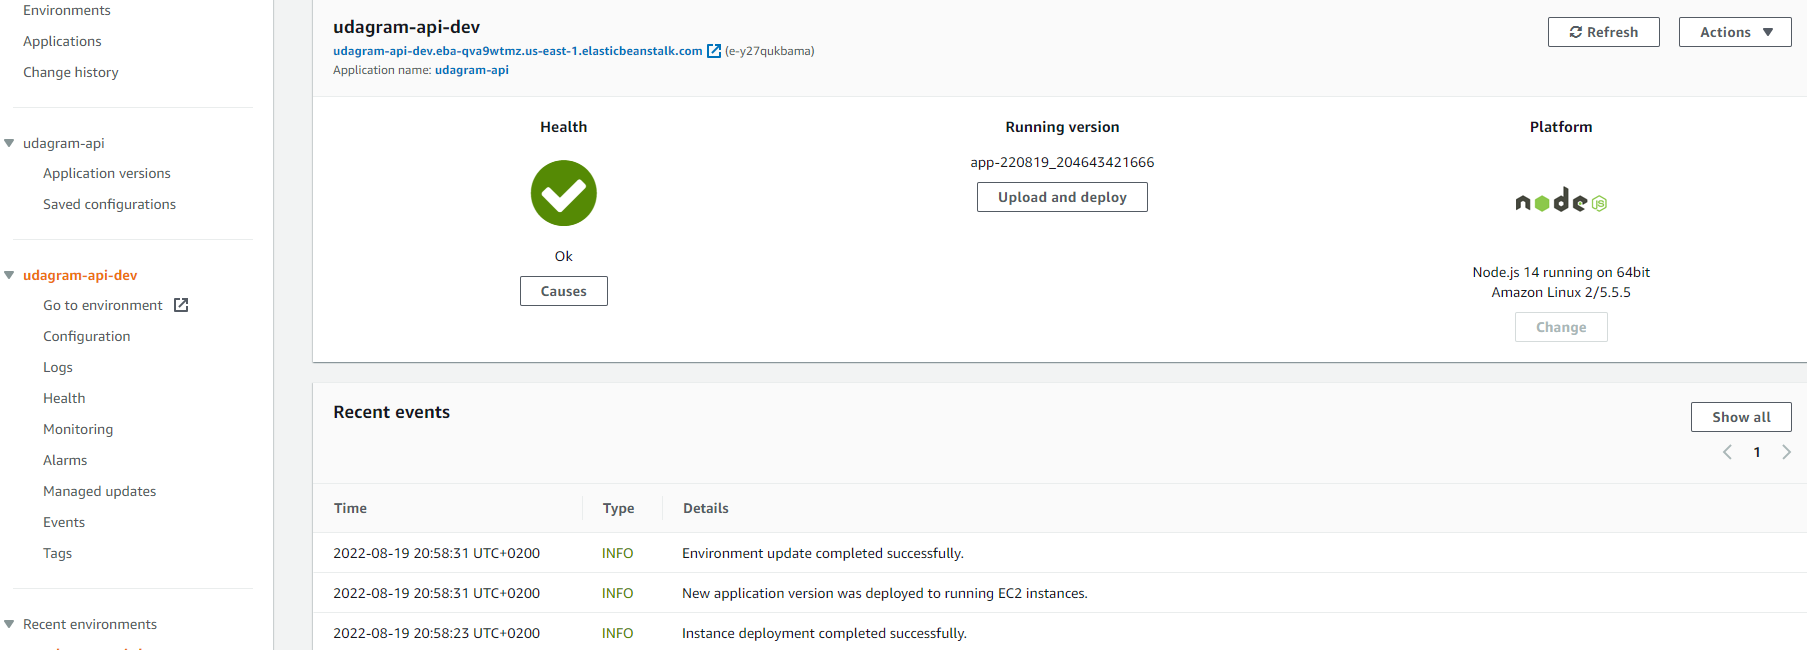 Environments
Applications
Change history
udagram-api
Application versions
Saved configurations
udagram-api-dev
Go to environment
Configuration
Logs
Health
Monitoring
Alarms
Managed updates
Events
Tags
Recent environments
udagram-api-dev
udagram-api-dev.eba-qva9wtmz.us-east-1.elasticbeanstalk.com (e-y27qukbama)
Application name: udagram-api
Refresh
Actions
Health
Ok
Causes
Running version
app-220819_204643421666
Upload and deploy
Platform
node JS
Node.js 14 running on 64bit
Amazon Linux 2/5.5.5
Change
Recent events
Show all
1
Time Type Details
2022-08-19 20:58:31 UTC+0200 INFO Environment update completed successfully.
2022-08-19 20:58:31 UTC+0200 INFO New application version was deployed to running EC2 instances.
2022-08-19 20:58:23 UTC+0200 INFO Instance deployment completed successfully.